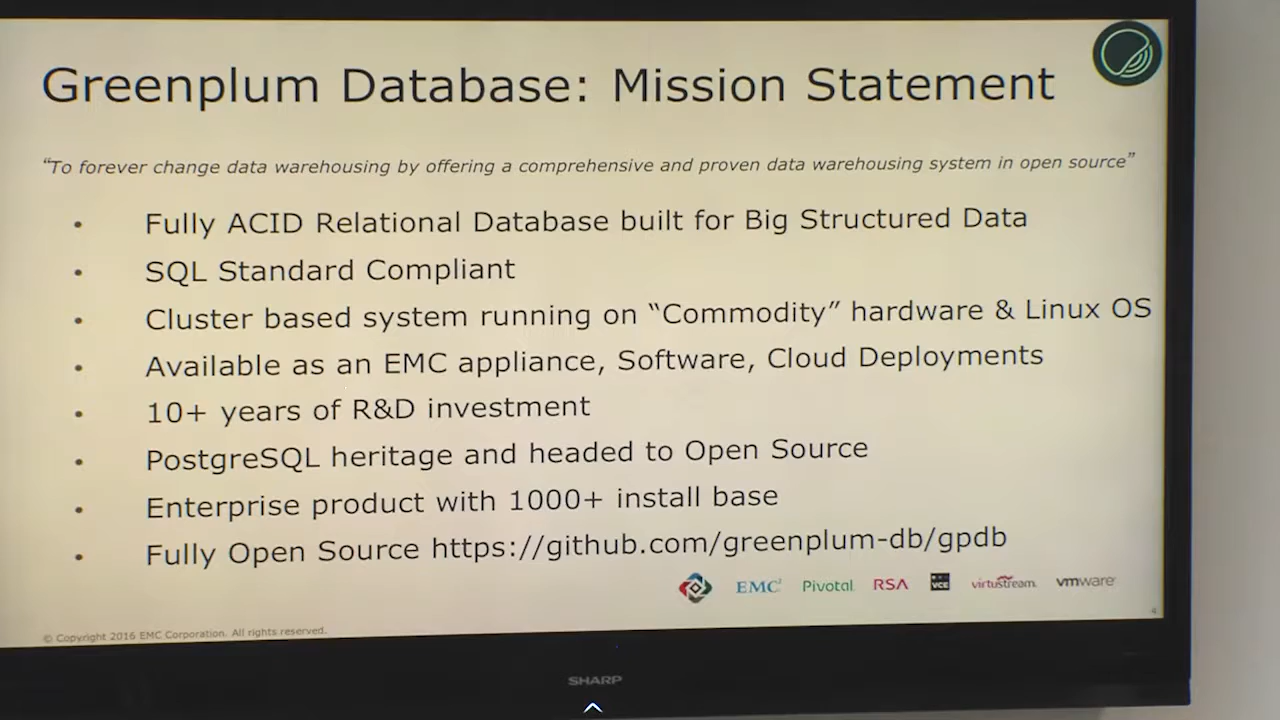 Greenplum Database: Mission Statement
“To forever change data warehousing by offering a comprehensive and proven data warehousing system in open source”
• Fully ACID Relational Database built for Big Structured Data
• SQL Standard Compliant
• Cluster based system running on “Commodity” hardware & Linux OS
• Available as an EMC appliance, Software, Cloud Deployments
• 10+ years of R&D investment
• PostgreSQL heritage and headed to Open Source
• Enterprise product with 1000+ install base
• Fully Open Source https://github.com/greenplum-db/gpdb
EMC² Pivotal RSA VCE virtustream. vmware
4
© Copyright 2016 EMC Corporation. All rights reserved.
SHARP